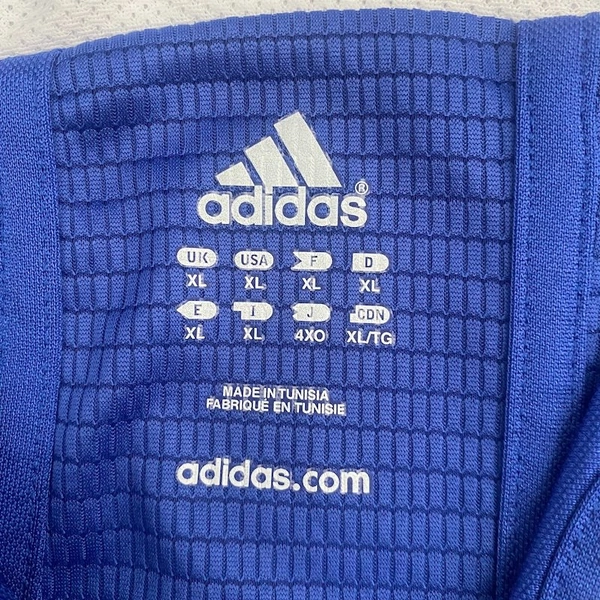 adidas®
UK USA F D
XL XL XL XL
E I J CDN
XL XL 4XO XL/TG
MADE IN TUNISIA
FABRIQUÉ EN TUNISIE
adidas.com